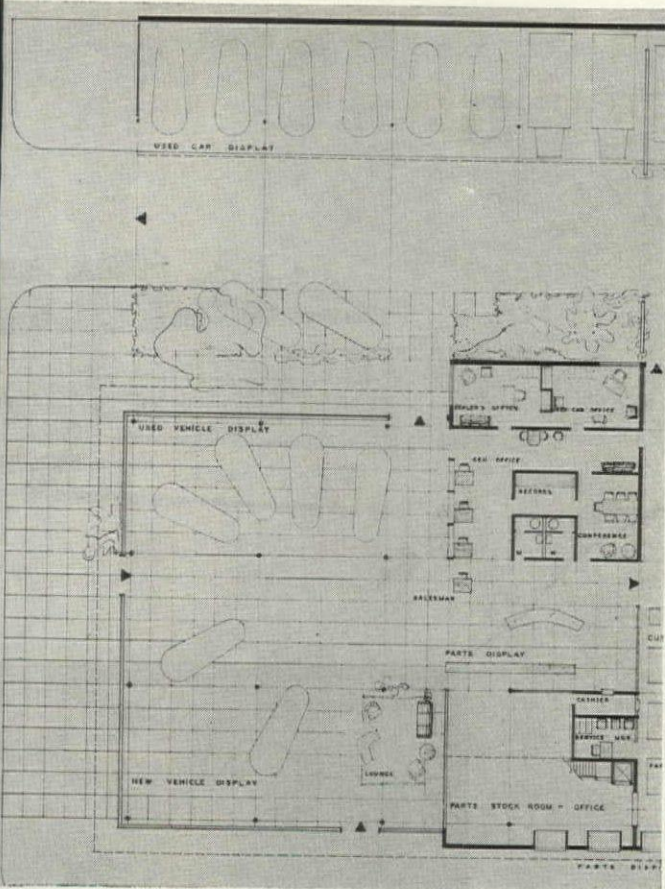 USED CAR DISPLAY
USED VEHICLE DISPLAY
DEALER'S OFFICE
CAR OFFICE
GEN OFFICE
RECORDS
CONFERENCE
SALESMAN
PARTS DISPLAY
CASHIER
SERVICE MGR.
LOUNGE
NEW VEHICLE DISPLAY
PARTS STOCK ROOM - OFFICE
PARTS